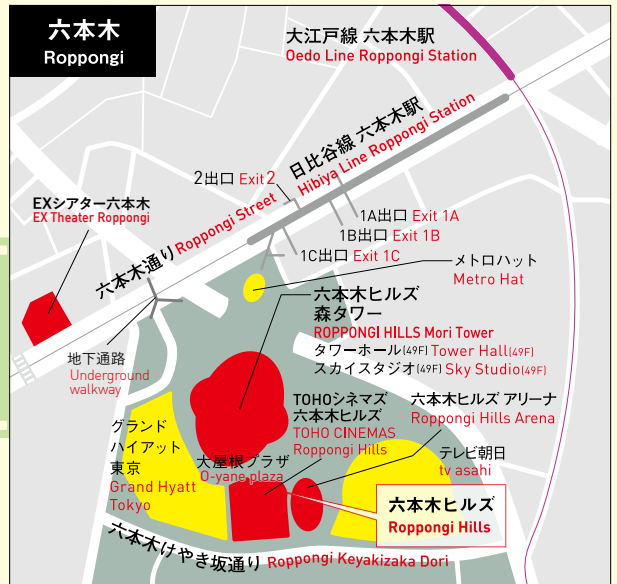 六本木
Roppongi
大江戸線 六本木駅
Oedo Line Roppongi Station
日比谷線 六本木駅
Hibiya Line Roppongi Station
2出口 Exit2
EXシアター六本木
EX Theater Roppongi
六本木通り Roppongi Street
1A出口 Exit 1A
1B出口 Exit 1B
1C出口 Exit 1C
メトロハット
Metro Hat
六本木ヒルズ
森タワー
ROPPONGI HILLS Mori Tower
タワーホール(49F) Tower Hall(49F)
スカイスタジオ(49F) Sky Studio(49F)
地下通路
Underground
walkway
TOHOシネマズ
六本木ヒルズ
TOHO CINEMAS
Roppongi Hills
六本木ヒルズ アリーナ
Roppongi Hills Arena
グランド
ハイアット
東京
Grand Hyatt
Tokyo
大屋根プラザ
O-yane plaza
テレビ朝日
tv asahi
六本木ヒルズ
Roppongi Hills
六本木けやき坂通り Roppongi Keyakizaka Dori